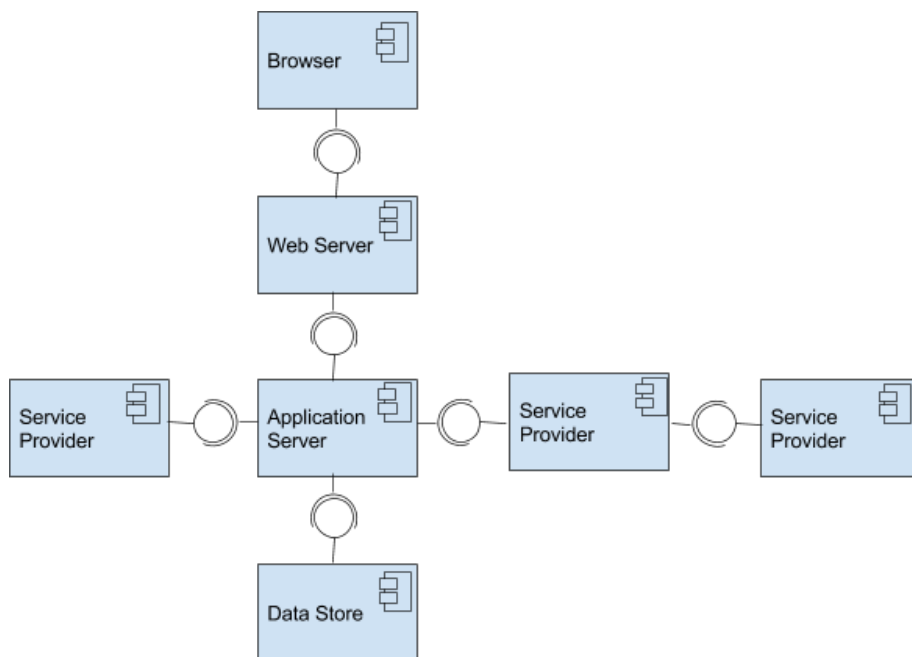 Browser
Web Server
Service
Provider
Application
Server
Service
Provider
Service
Provider
Data Store